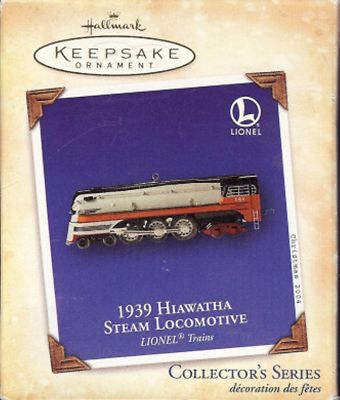 Hallmark
KEEPSAKE
ORNAMENT
L
LIONEL
Christmas 2004
1939 HIAWATHA
STEAM LOCOMOTIVE
LIONEL® Trains
COLLECTOR'S SERIES
décoration des fêtes